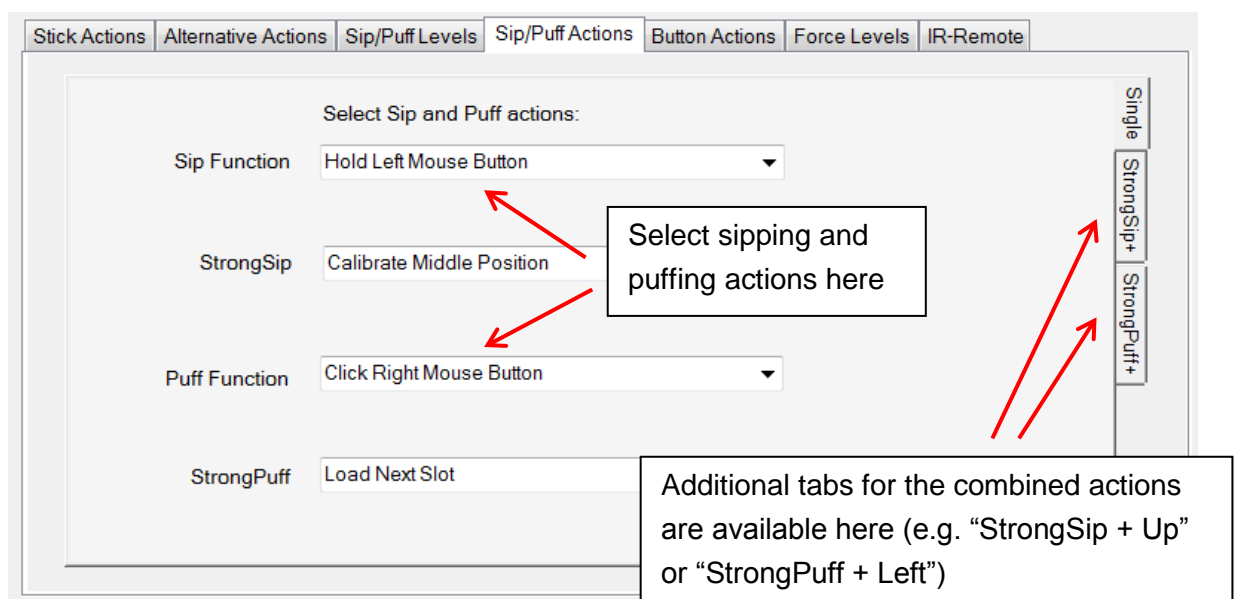 Stick Actions Alternative Actions Sip/Puff Levels Sip/Puff Actions Button Actions Force Levels IR-Remote
Select Sip and Puff actions:
Sip Function Hold Left Mouse Button
StrongSip Calibrate Middle Position
Puff Function Click Right Mouse Button
StrongPuff Load Next Slot
Single
StrongSip+
StrongPuff+
Select sipping and
puffing actions here
Additional tabs for the combined actions
are available here (e.g. “StrongSip + Up”
or “StrongPuff + Left”)